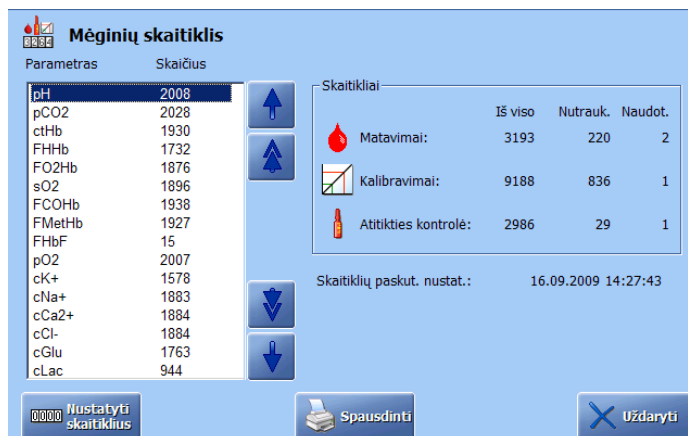 Mėginių skaitiklis
Parametras Skaičius
pH 2008
pCO2 2028
ctHb 1930
FHHb 1732
FO2Hb 1876
sO2 1896
FCOHb 1938
FMetHb 1927
FHbF 15
pO2 2007
cK+ 1578
cNa+ 1883
cCa2+ 1884
cCl- 1884
cGlu 1763
cLac 944
Skaitikliai
Iš viso Nutrauk. Naudot.
Matavimai: 3193 220 2
Kalibravimai: 9188 836 1
Atitikties kontrolė: 2986 29 1
Skaitiklių paskut. nustat.: 16.09.2009 14:27:43
0000 Nustatyti
skaitiklius
Spausdinti
Uždaryti